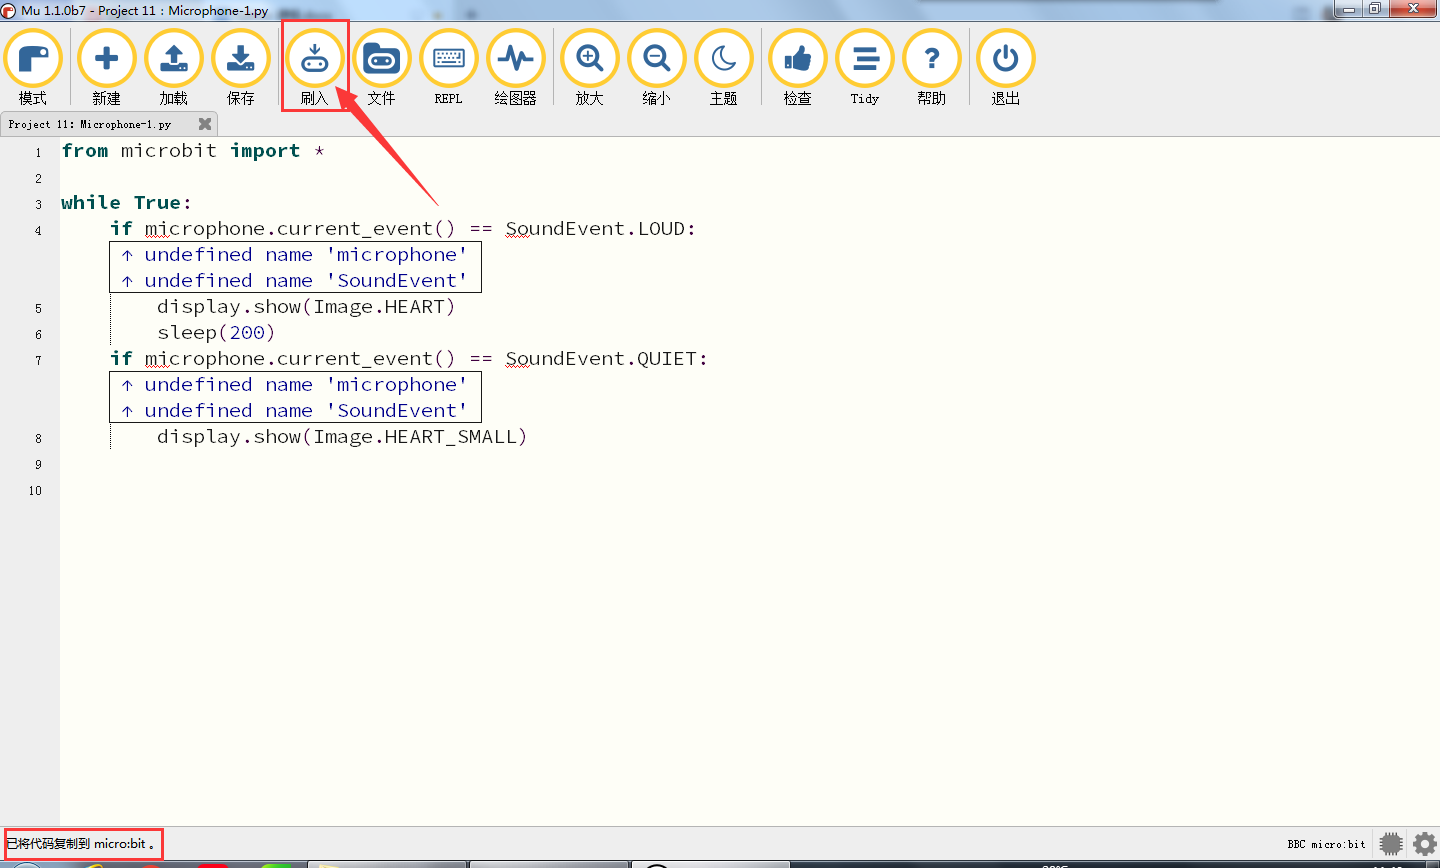 Mu 1.1.0b7 - Project 11：Microphone-1.py
模式 新建 加载 保存 刷入 文件 REPL 绘图器 放大 缩小 主题 检查 Tidy 帮助 退出
Project 11：Microphone-1.py
1 from microbit import *
2
3 while True:
4 if microphone.current_event() == SoundEvent.LOUD:
↑ undefined name 'microphone'
↑ undefined name 'SoundEvent'
5 display.show(Image.HEART)
6 sleep(200)
7 if microphone.current_event() == SoundEvent.QUIET:
↑ undefined name 'microphone'
↑ undefined name 'SoundEvent'
8 display.show(Image.HEART_SMALL)
9
10
已将代码复制到 micro:bit 。
BBC micro:bit